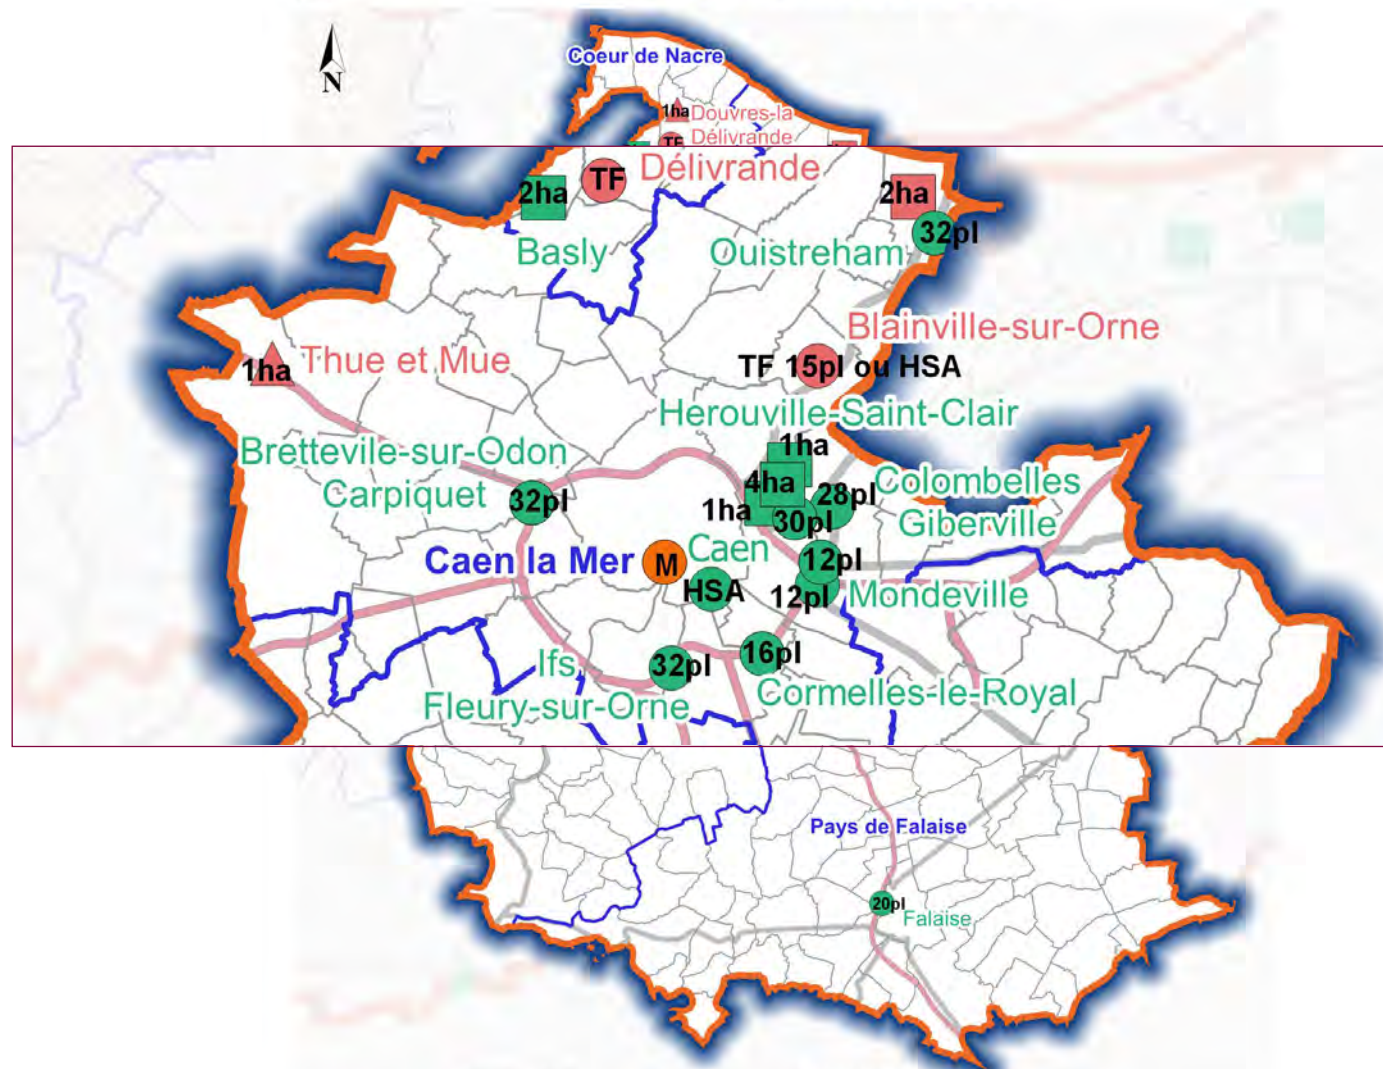 Coeur de Nacre
N
1ha
Douvres-la
Délivrande
TF
Délivrande
2ha
TF
2ha
32pl
Basly
Ouistreham
Blainville-sur-Orne
Thue et Mue
1ha
TF 15pl ou HSA
Herouville-Saint-Clair
1ha
Brettevile-sur-Odon
Carpiquet
32pl
4ha
1ha
28pl
30pl
Colombelles
Giberville
Caen la Mer
M
Caen
HSA
12pl
12pl
Mondeville
Ifs
32pl
16pl
Fleury-sur-Orne
Cormelles-le-Royal
Pays de Falaise
20pl
Falaise